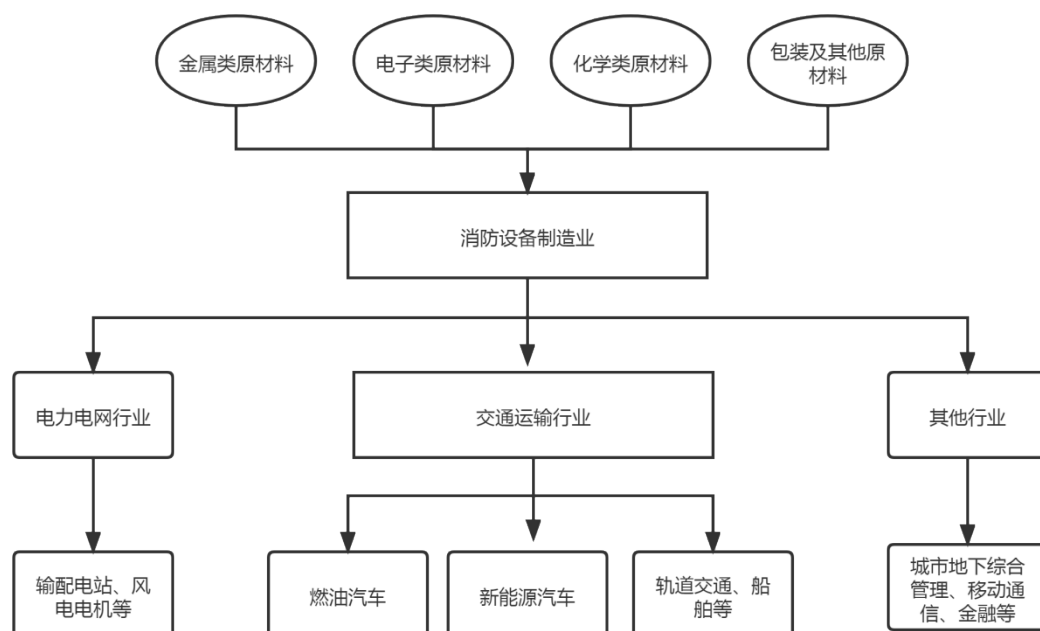 金属类原材料
电子类原材料
化学类原材料
包装及其他原
材料
消防设备制造业
电力电网行业
交通运输行业
其他行业
输配电站、风
电电机等
燃油汽车
新能源汽车
轨道交通、船
舶等
城市地下综合
管理、移动通
信、金融等